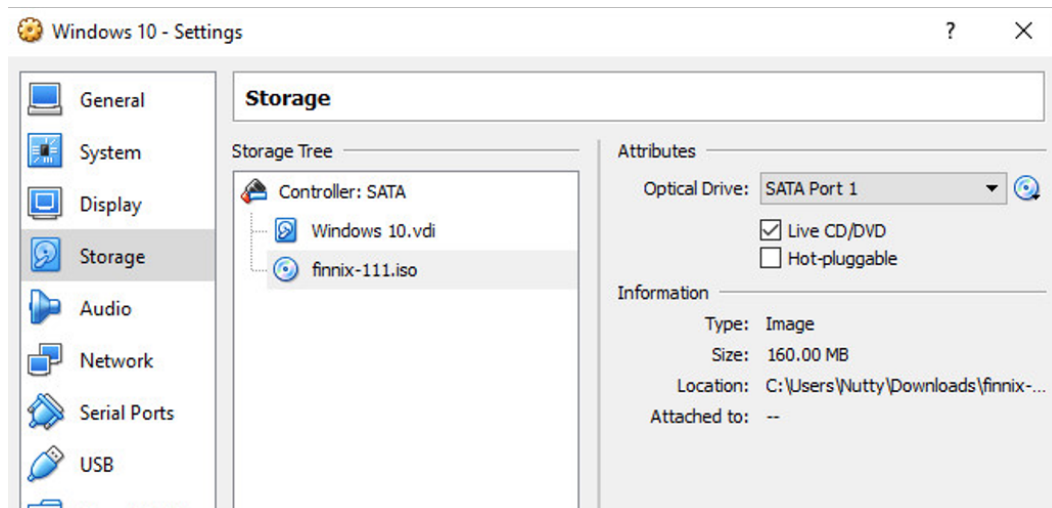 Windows 10 - Settings
?
General
System
Display
Storage
Audio
Network
Serial Ports
USB
Storage
Storage Tree
Controller: SATA
Windows 10.vdi
finnix-111.iso
Attributes
Optical Drive: SATA Port 1
Live CD/DVD
Hot-pluggable
Information
Type: Image
Size: 160.00 MB
Location: C:\Users\Nutty\Downloads\finnix-...
Attached to: --